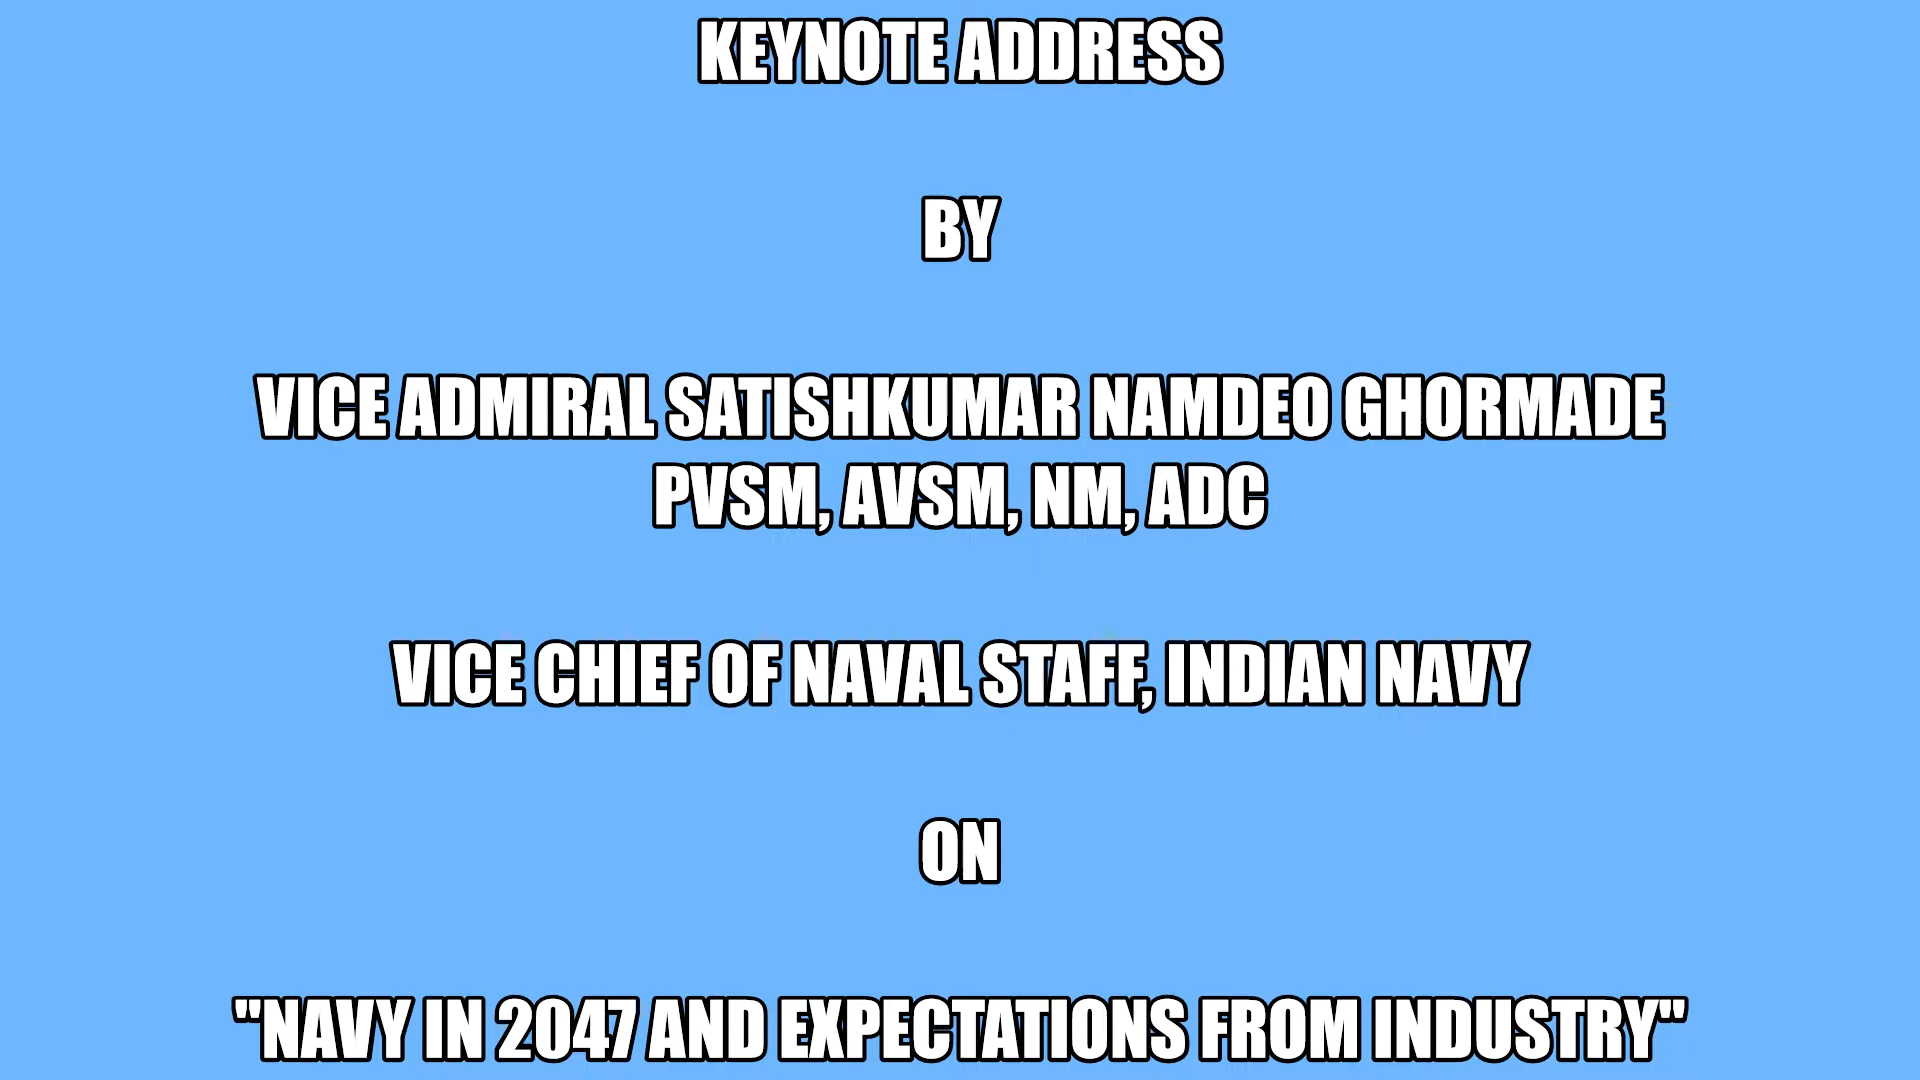 KEYNOTE ADDRESS
BY
VICE ADMIRAL SATISHKUMAR NAMDEO GHORMADE
PVSM, AVSM, NM, ADC
VICE CHIEF OF NAVAL STAFF, INDIAN NAVY
ON
"NAVY IN 2047 AND EXPECTATIONS FROM INDUSTRY"